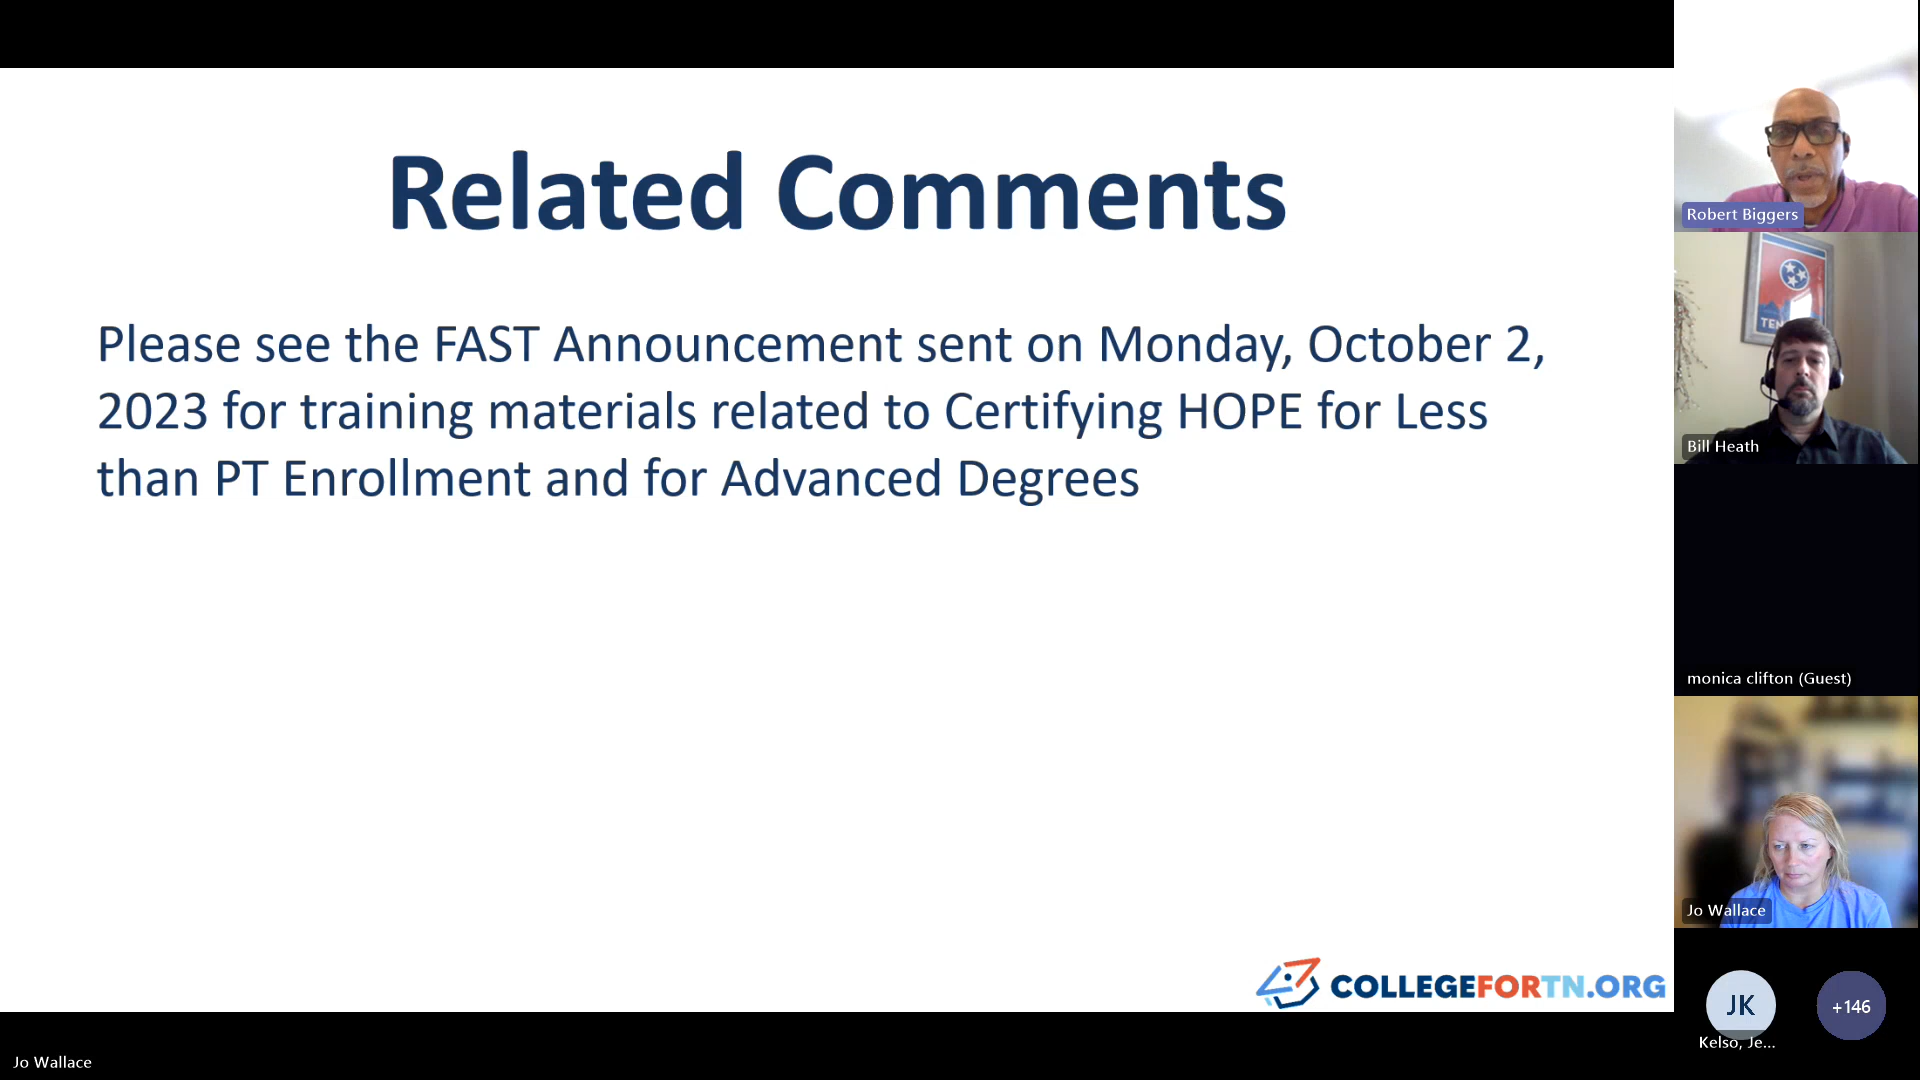 Related Comments
Please see the FAST Announcement sent on Monday, October 2,
2023 for training materials related to Certifying HOPE for Less
than PT Enrollment and for Advanced Degrees
COLLEGEFORTN.ORG
Jo Wallace
Robert Biggers
TEN
Bill Heath
monica clifton (Guest)
Jo Wallace
JK
Kelso, Je...
+146